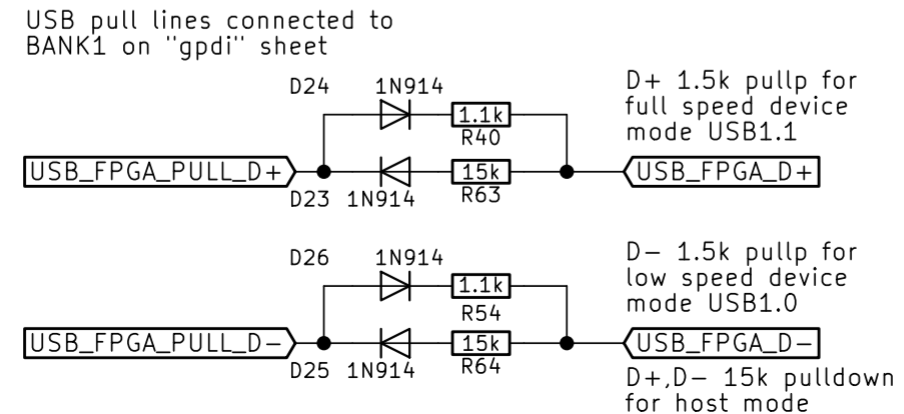 USB pull lines connected to
BANK1 on "gpdi" sheet
D24 1N914
1.1k
R40
D+ 1.5k pullp for
full speed device
mode USB1.1
USB_FPGA_PULL_D+
15k
USB_FPGA_D+
D23 1N914
R63
D26 1N914
1.1k
R54
D− 1.5k pullp for
low speed device
mode USB1.0
USB_FPGA_PULL_D−
15k
USB_FPGA_D−
D25 1N914
R64
D+,D− 15k pulldown
for host mode